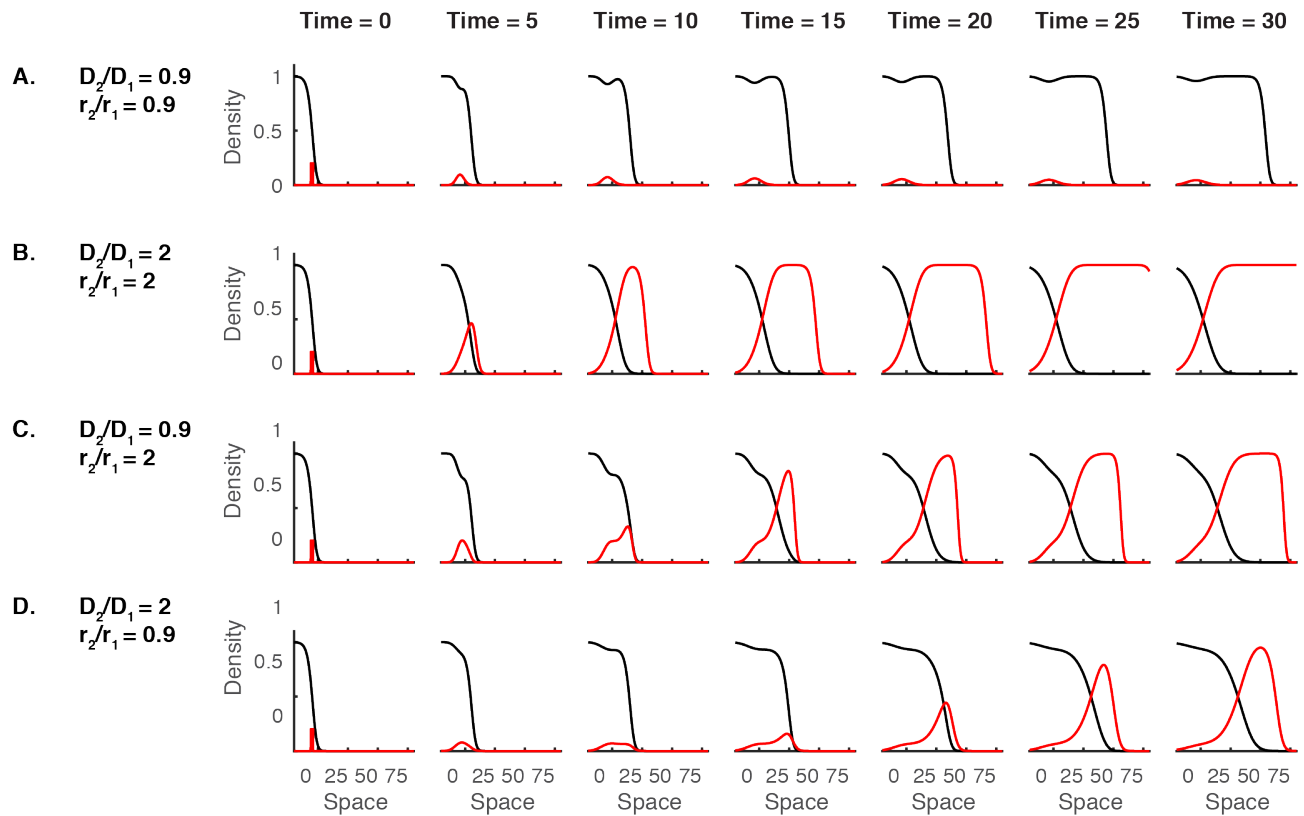 Time = 0 Time = 5 Time = 10 Time = 15 Time = 20 Time = 25 Time = 30
A. D2/D1 = 0.9
r2/r1 = 0.9
Density
1
0.5
0
B. D2/D1 = 2
r2/r1 = 2
Density
1
0.5
0
C. D2/D1 = 0.9
r2/r1 = 2
Density
1
0.5
0
D. D2/D1 = 2
r2/r1 = 0.9
Density
1
0.5
0
0 25 50 75 0 25 50 75 0 25 50 75 0 25 50 75 0 25 50 75 0 25 50 75 0 25 50 75
Space Space Space Space Space Space Space